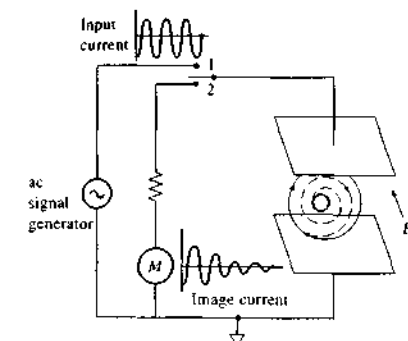 Input
current
1
2
ac
signal
generator
M
Image current